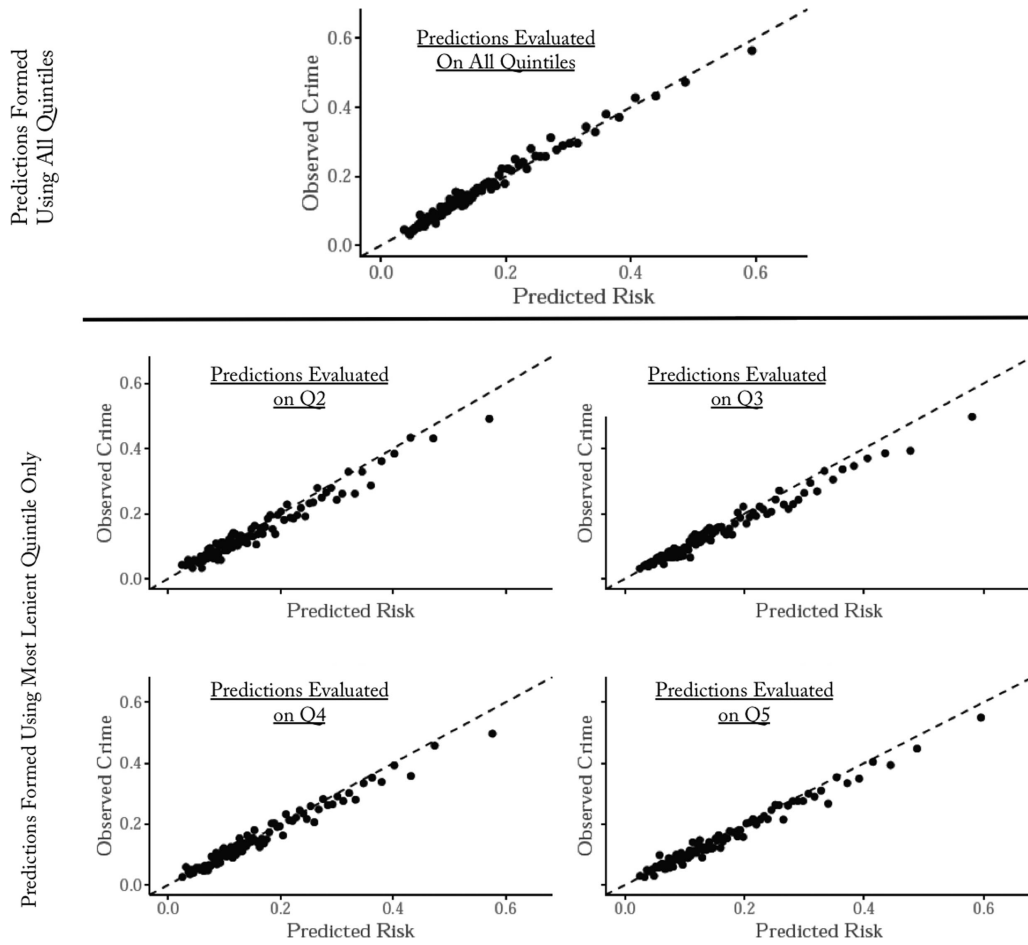 Predictions Formed
Using All Quintiles
Predictions Evaluated
On All Quintiles
Observed Crime
0.6
0.4
0.2
0.0
0.0 0.2 0.4 0.6
Predicted Risk
Predictions Formed Using Most Lenient Quintile Only
Predictions Evaluated
on Q2
Observed Crime
0.6
0.4
0.2
0.0
Predicted Risk
Predictions Evaluated
on Q3
Observed Crime
Predicted Risk
Predictions Evaluated
on Q4
Observed Crime
0.6
0.4
0.2
0.0
0.0 0.2 0.4 0.6
Predicted Risk
Predictions Evaluated
on Q5
Observed Crime
0.0 0.2 0.4 0.6
Predicted Risk